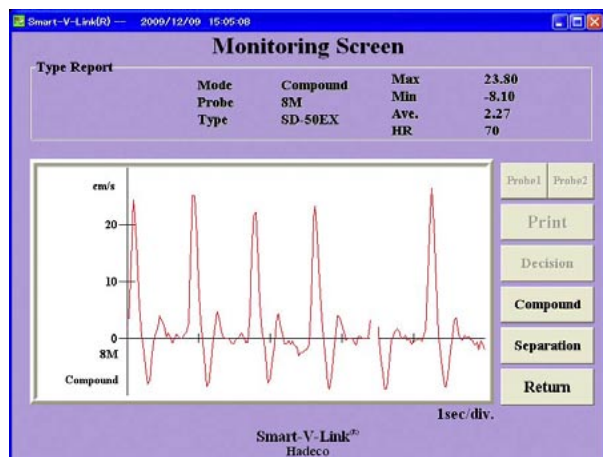 Smart-V-Link(R) --- 2009/12/09 15:05:08
Monitoring Screen
Type Report
Mode Compound Max 23.80
Probe 8M Min -8.10
Type SD-50EX Ave. 2.27
HR 70
cm/s
20
10
0
8M
Compound
Probe1 Probe2
Print
Decision
Compound
Separation
Return
1sec/div.
Smart-V-Link(R)
Hadeco